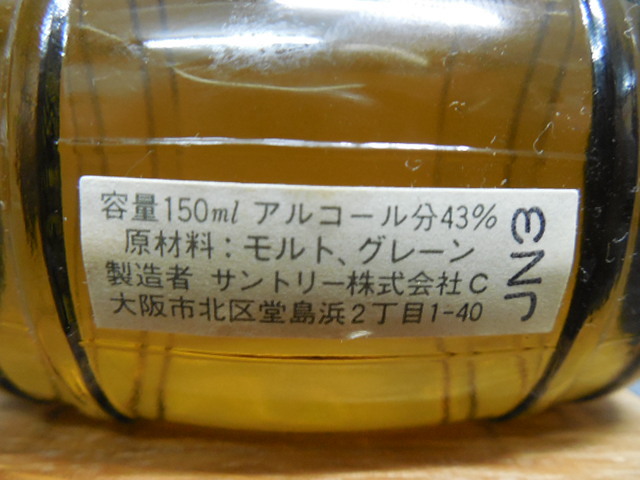 容量150ml アルコール分43%
原材料：モルト、グレーン
製造者 サントリー株式会社C
大阪市北区堂島浜2丁目1-40
JN3